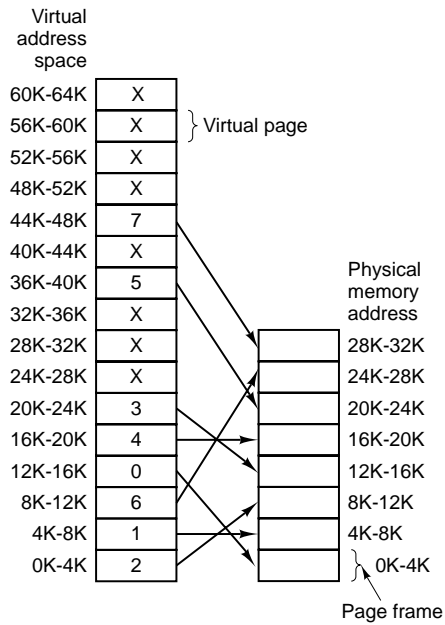 Virtual
address
space
60K-64K X
56K-60K X Virtual page
52K-56K X
48K-52K X
44K-48K 7
40K-44K X
36K-40K 5
32K-36K X
28K-32K X
24K-28K X
20K-24K 3
16K-20K 4
12K-16K 0
8K-12K 6
4K-8K 1
0K-4K 2
Physical
memory
address
28K-32K
24K-28K
20K-24K
16K-20K
12K-16K
8K-12K
4K-8K
0K-4K
Page frame